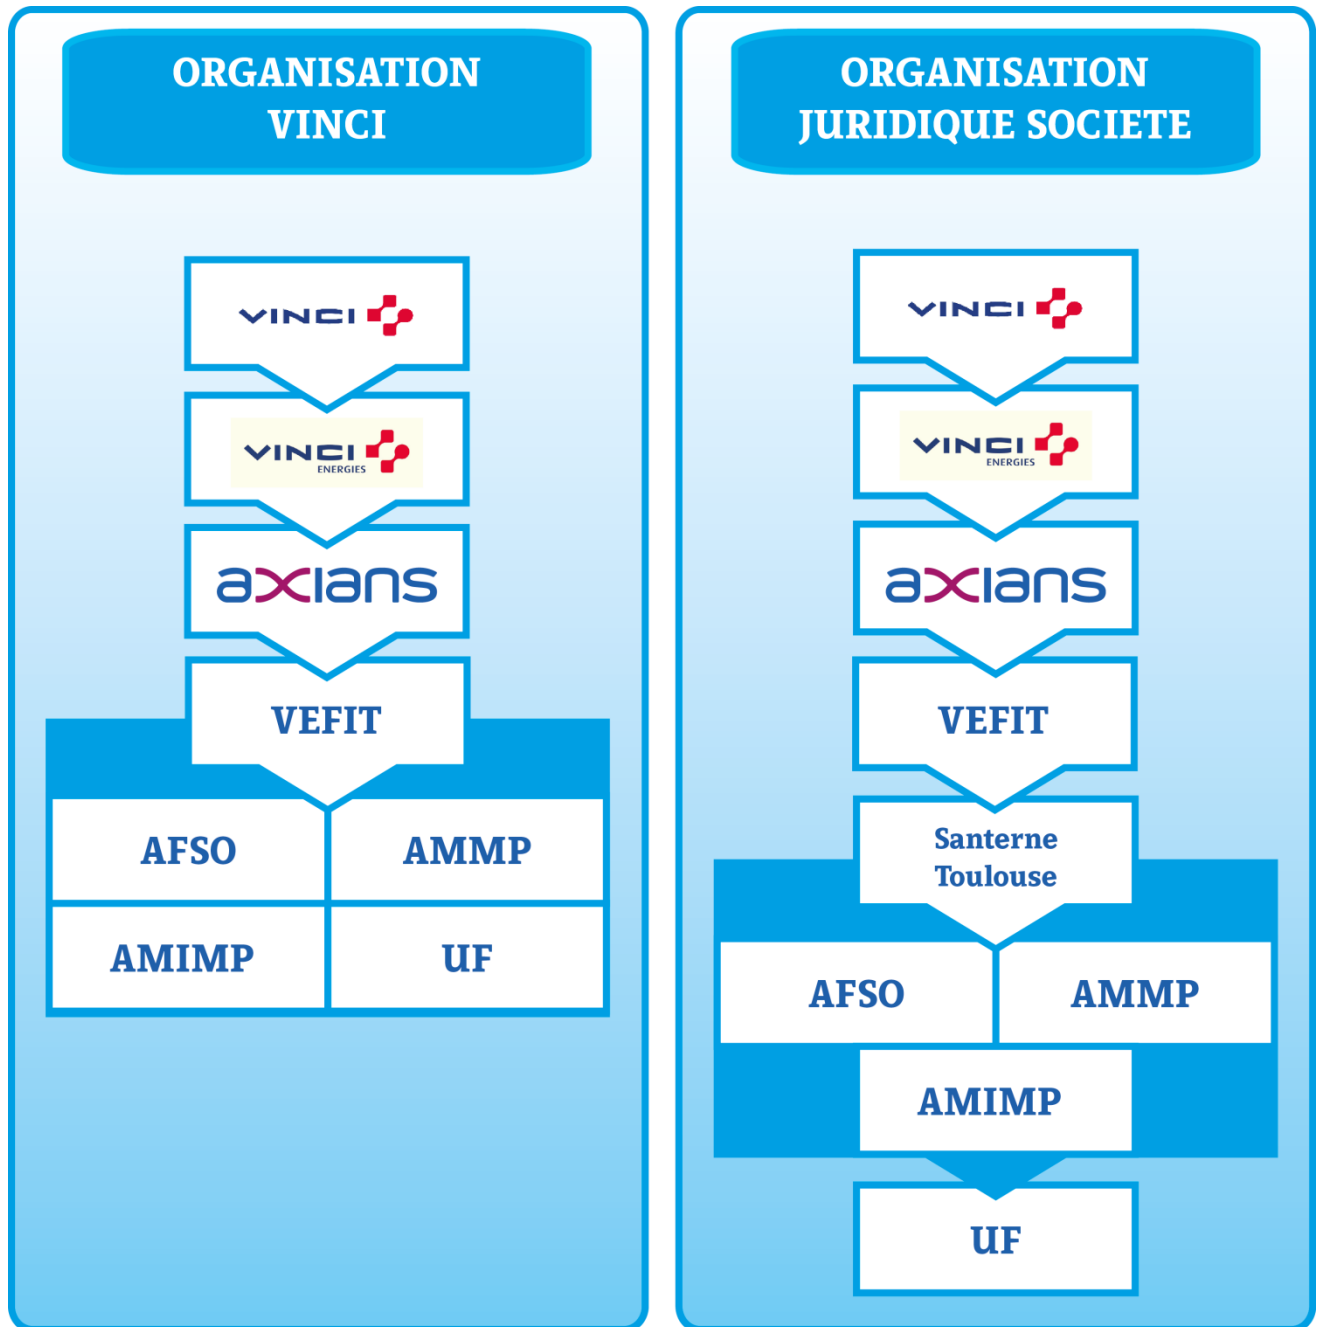 ORGANISATION
VINCI
VINCI
VINCI
ENERGIES
axians
VEFIT
AFSO
AMMP
AMIMP
UF
ORGANISATION
JURIDIQUE SOCIETE
VINCI
VINCI
ENERGIES
axians
VEFIT
Santerne
Toulouse
AFSO
AMMP
AMIMP
UF